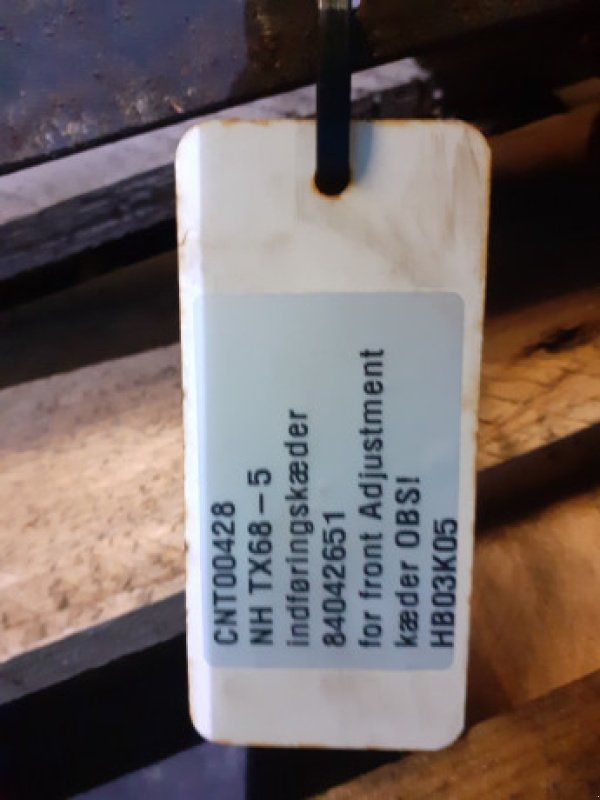 CNT00428
NH TX68-5
indføringskæder
84042651
for front Adjustment
kæder OBS!
HB03K05